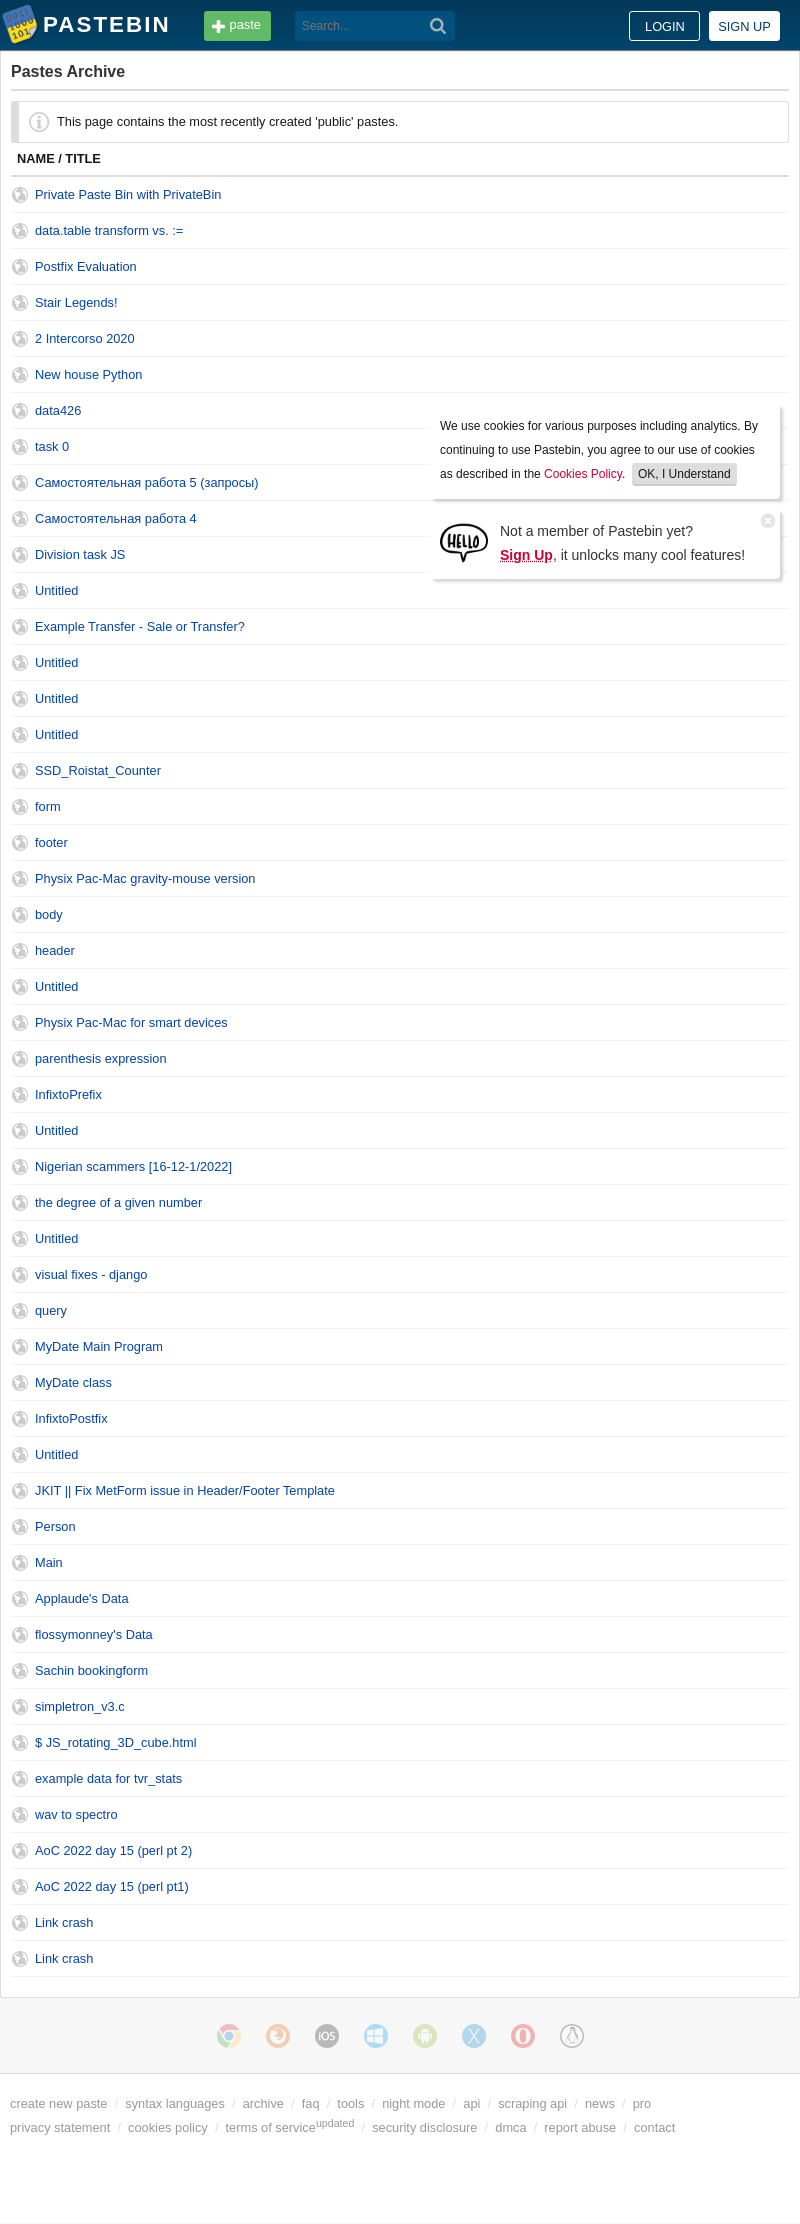 PASTEBIN
paste
Search...
LOGIN
SIGN UP
Pastes Archive
This page contains the most recently created 'public' pastes.
NAME / TITLE
Private Paste Bin with PrivateBin
data.table transform vs. :=
Postfix Evaluation
Stair Legends!
2 Intercorso 2020
New house Python
data426
task 0
Самостоятельная работа 5 (запросы)
Самостоятельная работа 4
Division task JS
We use cookies for various purposes including analytics. By
continuing to use Pastebin, you agree to our use of cookies
as described in the Cookies Policy. OK, I Understand
HELLO
Not a member of Pastebin yet?
Sign Up, it unlocks many cool features!
Untitled
Example Transfer - Sale or Transfer?
Untitled
Untitled
Untitled
SSD_Roistat_Counter
form
footer
Physix Pac-Mac gravity-mouse version
body
header
Untitled
Physix Pac-Mac for smart devices
parenthesis expression
InfixtoPrefix
Untitled
Nigerian scammers [16-12-1/2022]
the degree of a given number
Untitled
visual fixes - django
query
MyDate Main Program
MyDate class
InfixtoPostfix
Untitled
JKIT || Fix MetForm issue in Header/Footer Template
Person
Main
Applaude's Data
flossymonney's Data
Sachin bookingform
simpletron_v3.c
$ JS_rotating_3D_cube.html
example data for tvr_stats
wav to spectro
AoC 2022 day 15 (perl pt 2)
AoC 2022 day 15 (perl pt1)
Link crash
Link crash
iOS
create new paste / syntax languages / archive / faq / tools / night mode / api / scraping api / news / pro
privacy statement / cookies policy / terms of serviceupdated / security disclosure / dmca / report abuse / contact